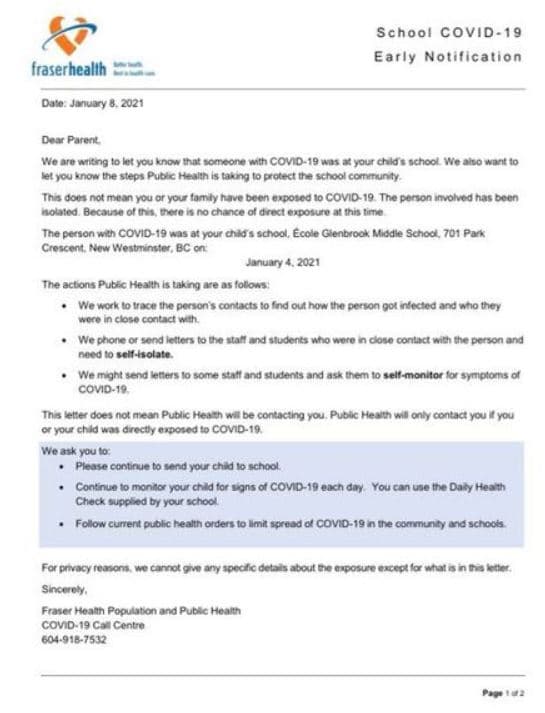 School COVID-19
Early Notification
fraserhealth
Better health.
Best in health care.
Date: January 8, 2021
Dear Parent,
We are writing to let you know that someone with COVID-19 was at your child's school. We also want to
let you know the steps Public Health is taking to protect the school community.
This does not mean you or your family have been exposed to COVID-19. The person involved has been
isolated. Because of this, there is no chance of direct exposure at this time.
The person with COVID-19 was at your child's school, École Glenbrook Middle School, 701 Park
Crescent, New Westminster, BC on:
January 4, 2021
The actions Public Health is taking are as follows:
• We work to trace the person's contacts to find out how the person got infected and who they
were in close contact with.
• We phone or send letters to the staff and students who were in close contact with the person and
need to self-isolate.
• We might send letters to some staff and students and ask them to self-monitor for symptoms of
COVID-19.
This letter does not mean Public Health will be contacting you. Public Health will only contact you if you
or your child was directly exposed to COVID-19.
We ask you to:
• Please continue to send your child to school.
• Continue to monitor your child for signs of COVID-19 each day. You can use the Daily Health
Check supplied by your school.
• Follow current public health orders to limit spread of COVID-19 in the community and schools.
For privacy reasons, we cannot give any specific details about the exposure except for what is in this letter.
Sincerely,
Fraser Health Population and Public Health
COVID-19 Call Centre
604-918-7532
Page 1 of 2